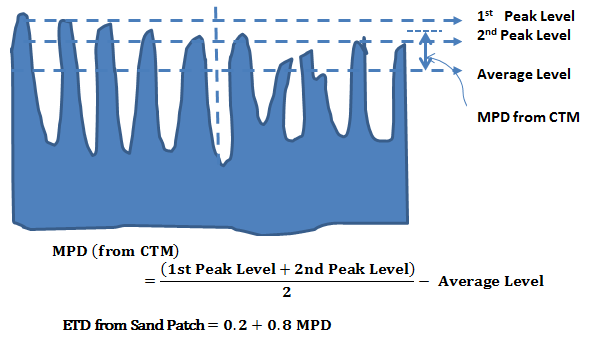 1st Peak Level
2nd Peak Level
Average Level
MPD from CTM
MPD (from CTM)
= (1st Peak Level + 2nd Peak Level) / 2 − Average Level
ETD from Sand Patch = 0.2 + 0.8 MPD